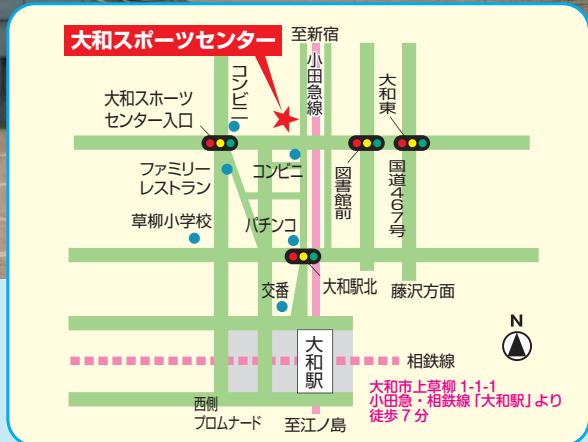 大和スポーツセンター
至新宿
小田急線
コンビニ
大和東
大和スポーツ
センター入口
ファミリー
レストラン
コンビニ
図書館前
国道467号
草柳小学校
パチンコ
交番
大和駅北
藤沢方面
N
大和駅
相鉄線
大和市上草柳 1-1-1
小田急・相鉄線「大和駅」より
徒歩 7 分
西側
プロムナード
至江ノ島